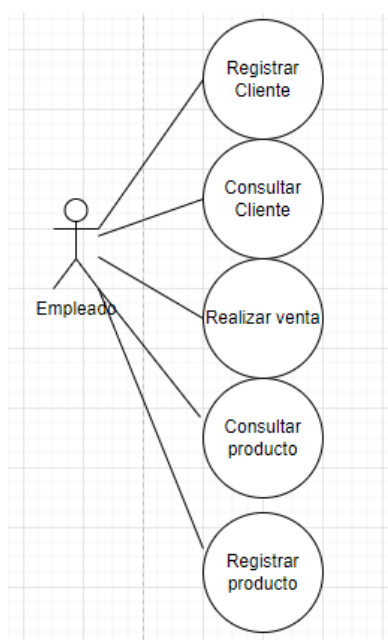 Registrar
Cliente
Consultar
Cliente
Empleado
Realizar venta
Consultar
producto
Registrar
producto